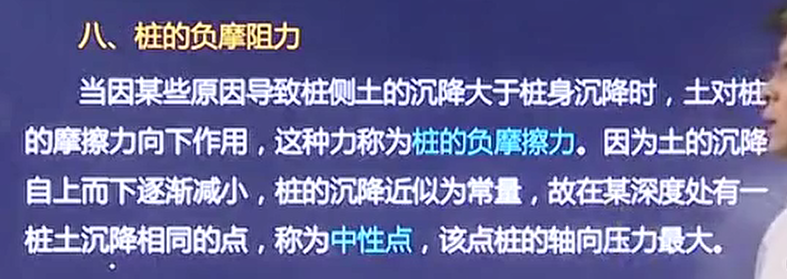 八、桩的负摩阻力
当因某些原因导致桩侧土的沉降大于桩身沉降时，土对桩
的摩擦力向下作用，这种力称为桩的负摩擦力。因为土的沉降
自上而下逐渐减小，桩的沉降近似为常量，故在某深度处有一
桩土沉降相同的点，称为中性点，该点桩的轴向压力最大。